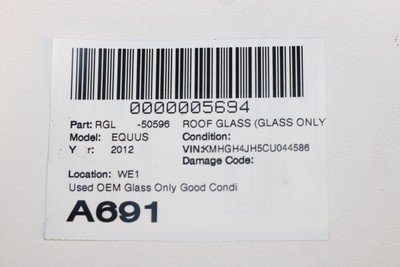 0000005694
Part: RGL -50596 ROOF GLASS (GLASS ONLY
Model: EQUUS Condition:
Y r: 2012 VIN:KMHGH4JH5CU044586
Damage Code:
Location: WE1
Used OEM Glass Only Good Condi
A691